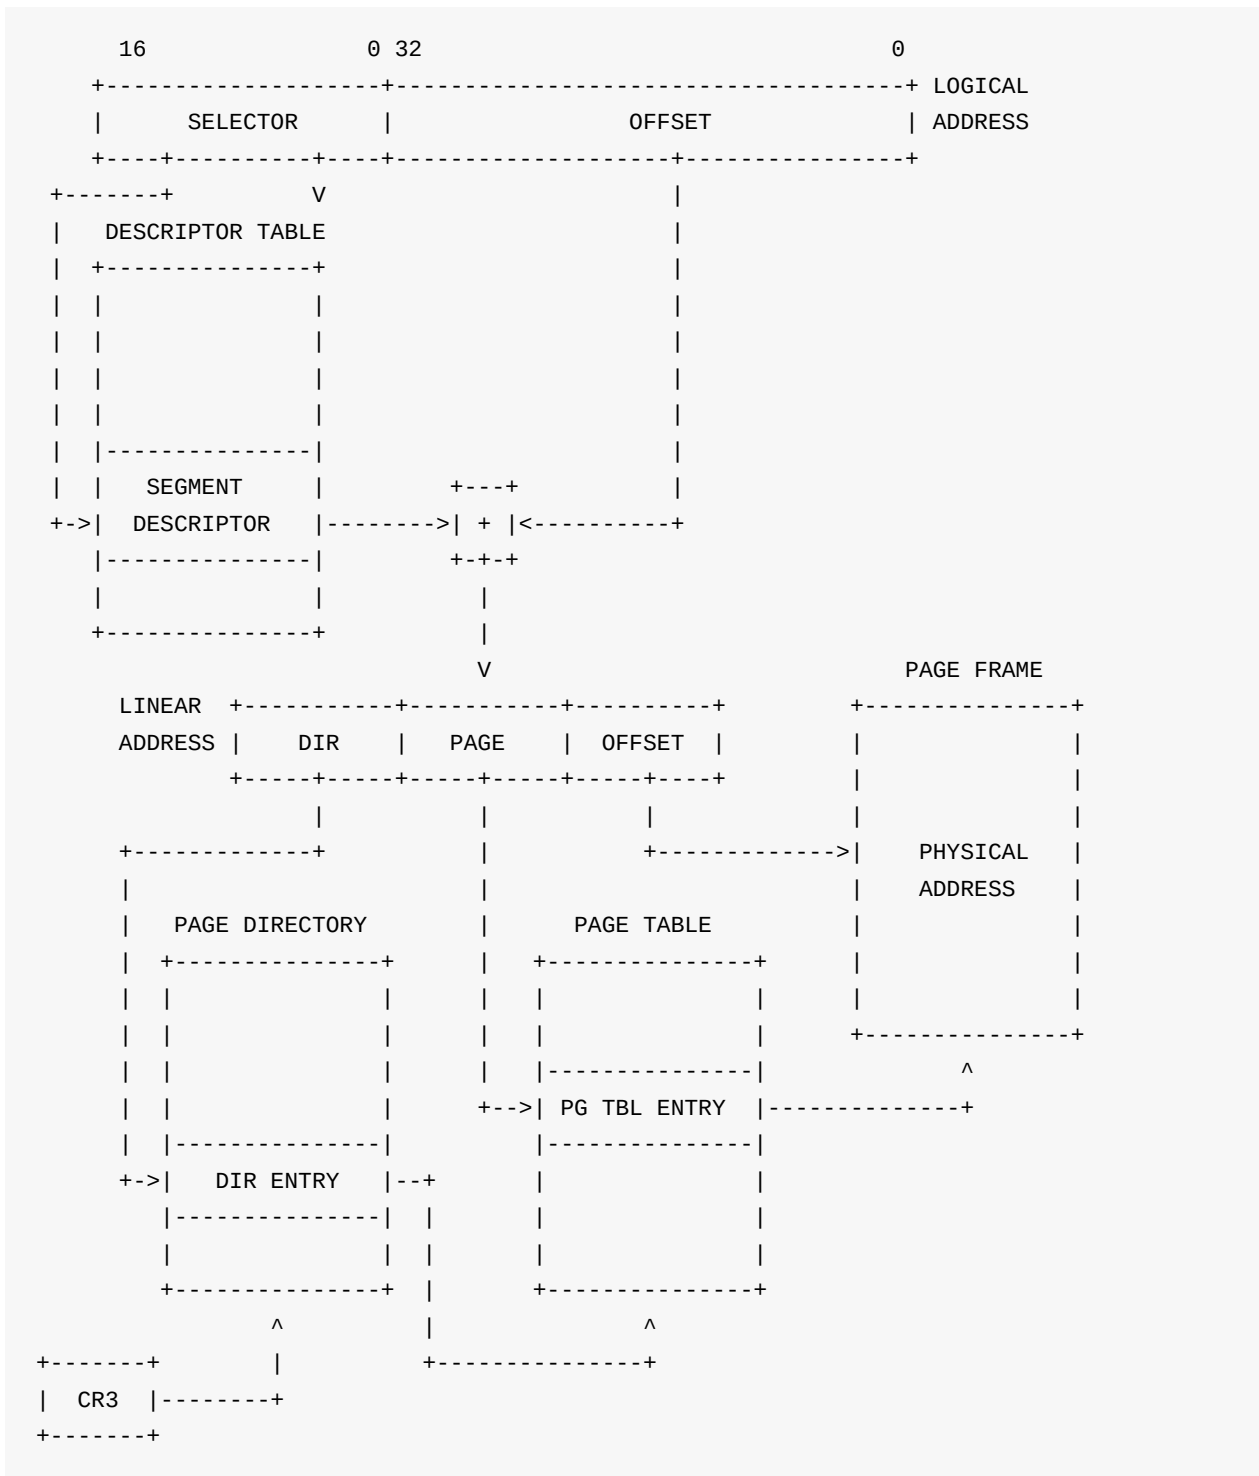 16 0 32 0
LOGICAL
SELECTOR OFFSET ADDRESS
V
DESCRIPTOR TABLE
SEGMENT
DESCRIPTOR +
V PAGE FRAME
LINEAR
ADDRESS DIR PAGE OFFSET
PHYSICAL
ADDRESS
PAGE DIRECTORY PAGE TABLE
PG TBL ENTRY
DIR ENTRY
CR3